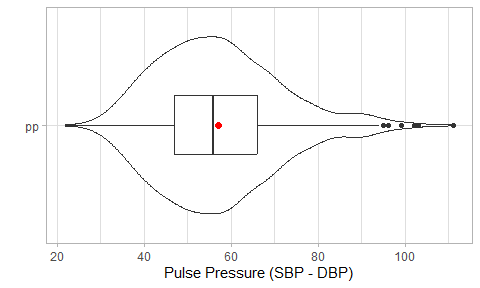 pp
20 40 60 80 100
Pulse Pressure (SBP - DBP)